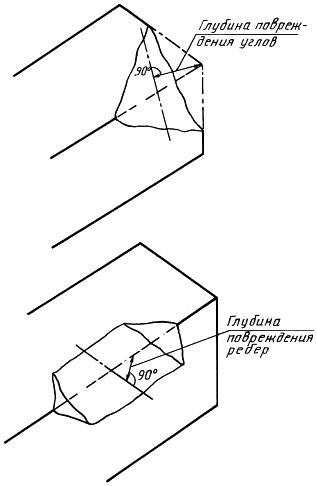 Глубина повреж-
дения углов
90°
Глубина
повреждения
ребер
90°